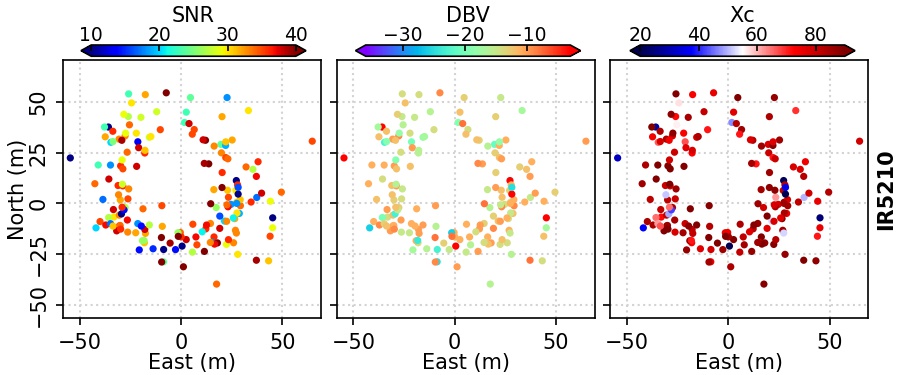 SNR DBV Xc
10 20 30 40 −30 −20 −10 20 40 60 80
North (m)
50
25
0
−25
−50
−50 0 50 −50 0 50 −50 0 50
East (m) East (m) East (m)
IR5210